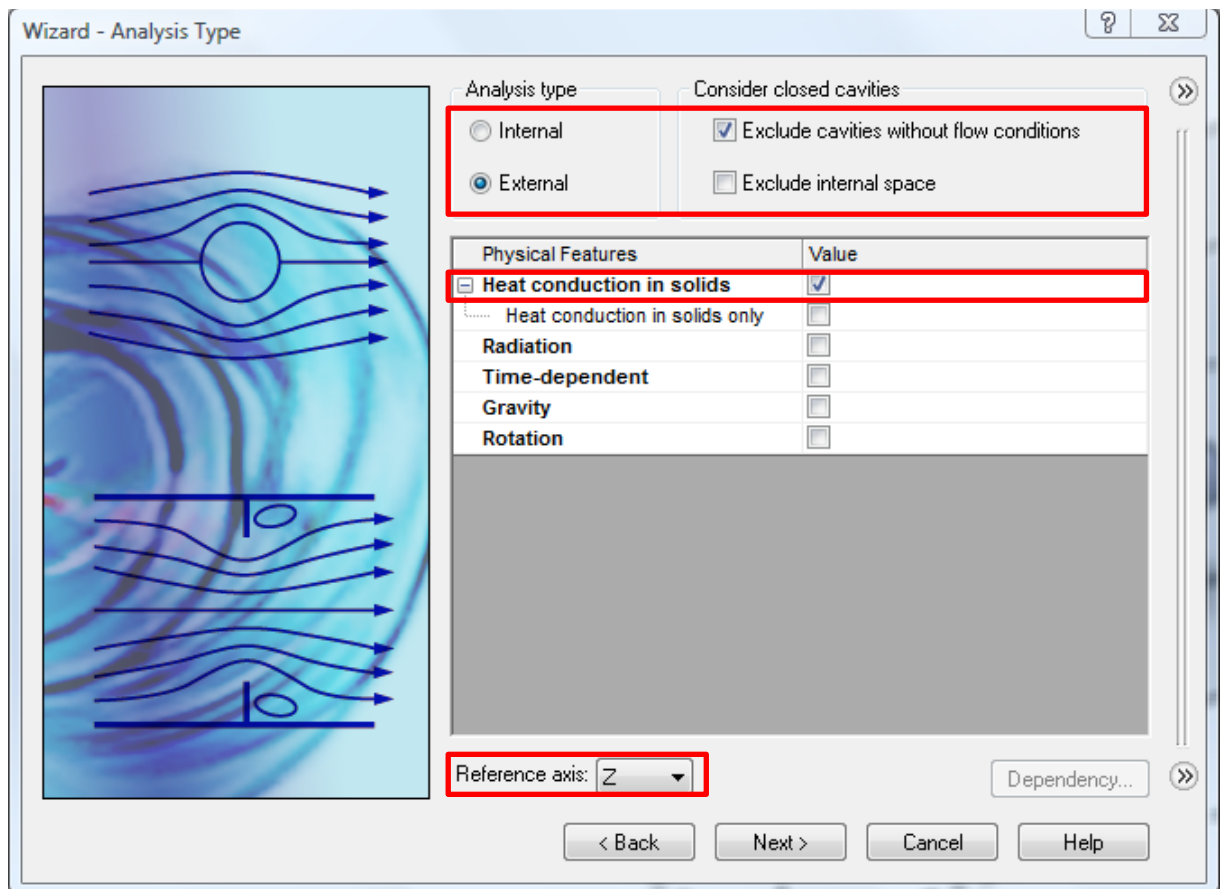 Wizard - Analysis Type
Analysis type
Consider closed cavities
Internal
Exclude cavities without flow conditions
External
Exclude internal space
Physical Features Value
Heat conduction in solids
Heat conduction in solids only
Radiation
Time-dependent
Gravity
Rotation
Reference axis: Z
Dependency...
< Back Next > Cancel Help